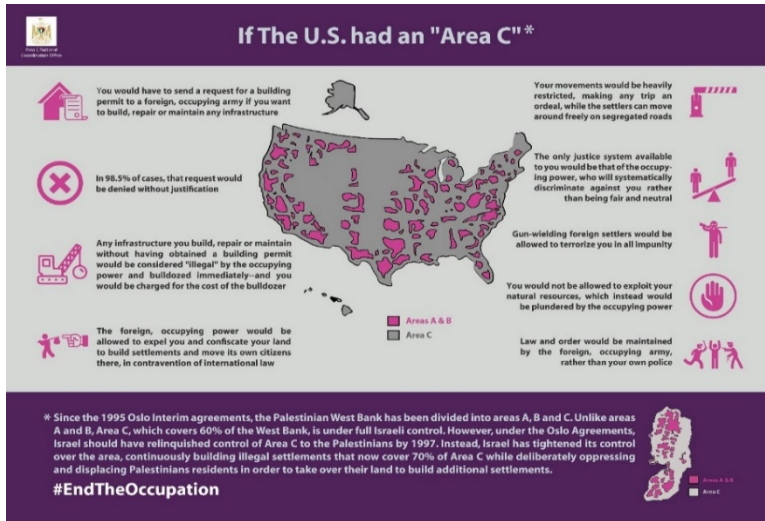 Area C National
Coordination Office
If The U.S. had an "Area C"*
You would have to send a request for a building
permit to a foreign, occupying army if you want
to build, repair or maintain any infrastructure
In 98.5% of cases, that request would
be denied without justification
Any infrastructure you build, repair or maintain
without having obtained a building permit
would be considered "illegal" by the occupying
power and bulldozed immediately--and you
would be charged for the cost of the bulldozer
The foreign, occupying power would be
allowed to expel you and confiscate your land
to build settlements and move its own citizens
there, in contravention of international law
Areas A & B
Area C
Your movements would be heavily
restricted, making any trip an
ordeal, while the settlers can move
around freely on segregated roads
The only justice system available
to you would be that of the occupy-
ing power, who will systematically
discriminate against you rather
than being fair and neutral
Gun-wielding foreign settlers would be
allowed to terrorize you in all impunity
You would not be allowed to exploit your
natural resources, which instead would
be plundered by the occupying power
Law and order would be maintained
by the foreign, occupying army,
rather than your own police
* Since the 1995 Oslo Interim agreements, the Palestinian West Bank has been divided into areas A, B and C. Unlike areas
A and B, Area C, which covers 60% of the West Bank, is under full Israeli control. However, under the Oslo Agreements,
Israel should have relinquished control of Area C to the Palestinians by 1997. Instead, Israel has tightened its control
over the area, continuously building illegal settlements that now cover 70% of Area C while deliberately oppressing
and displacing Palestinians residents in order to take over their land to build additional settlements.
#EndTheOccupation
Areas A & B
Area C